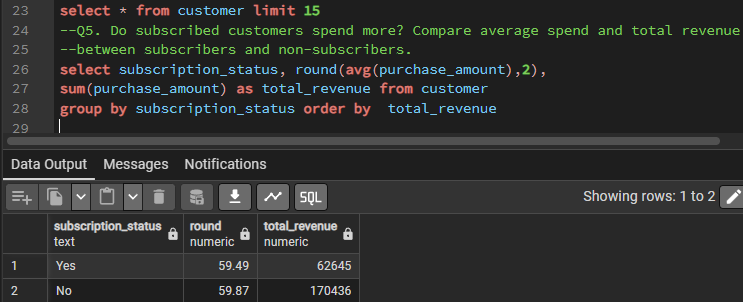 23 select * from customer limit 15
24 --Q5. Do subscribed customers spend more? Compare average spend and total revenue
25 --between subscribers and non-subscribers.
26 select subscription_status, round(avg(purchase_amount),2),
27 sum(purchase_amount) as total_revenue from customer
28 group by subscription_status order by  total_revenue
29
Data Output Messages Notifications
SQL Showing rows: 1 to 2
subscription_status round total_revenue
text numeric numeric
1 Yes 59.49 62645
2 No 59.87 170436